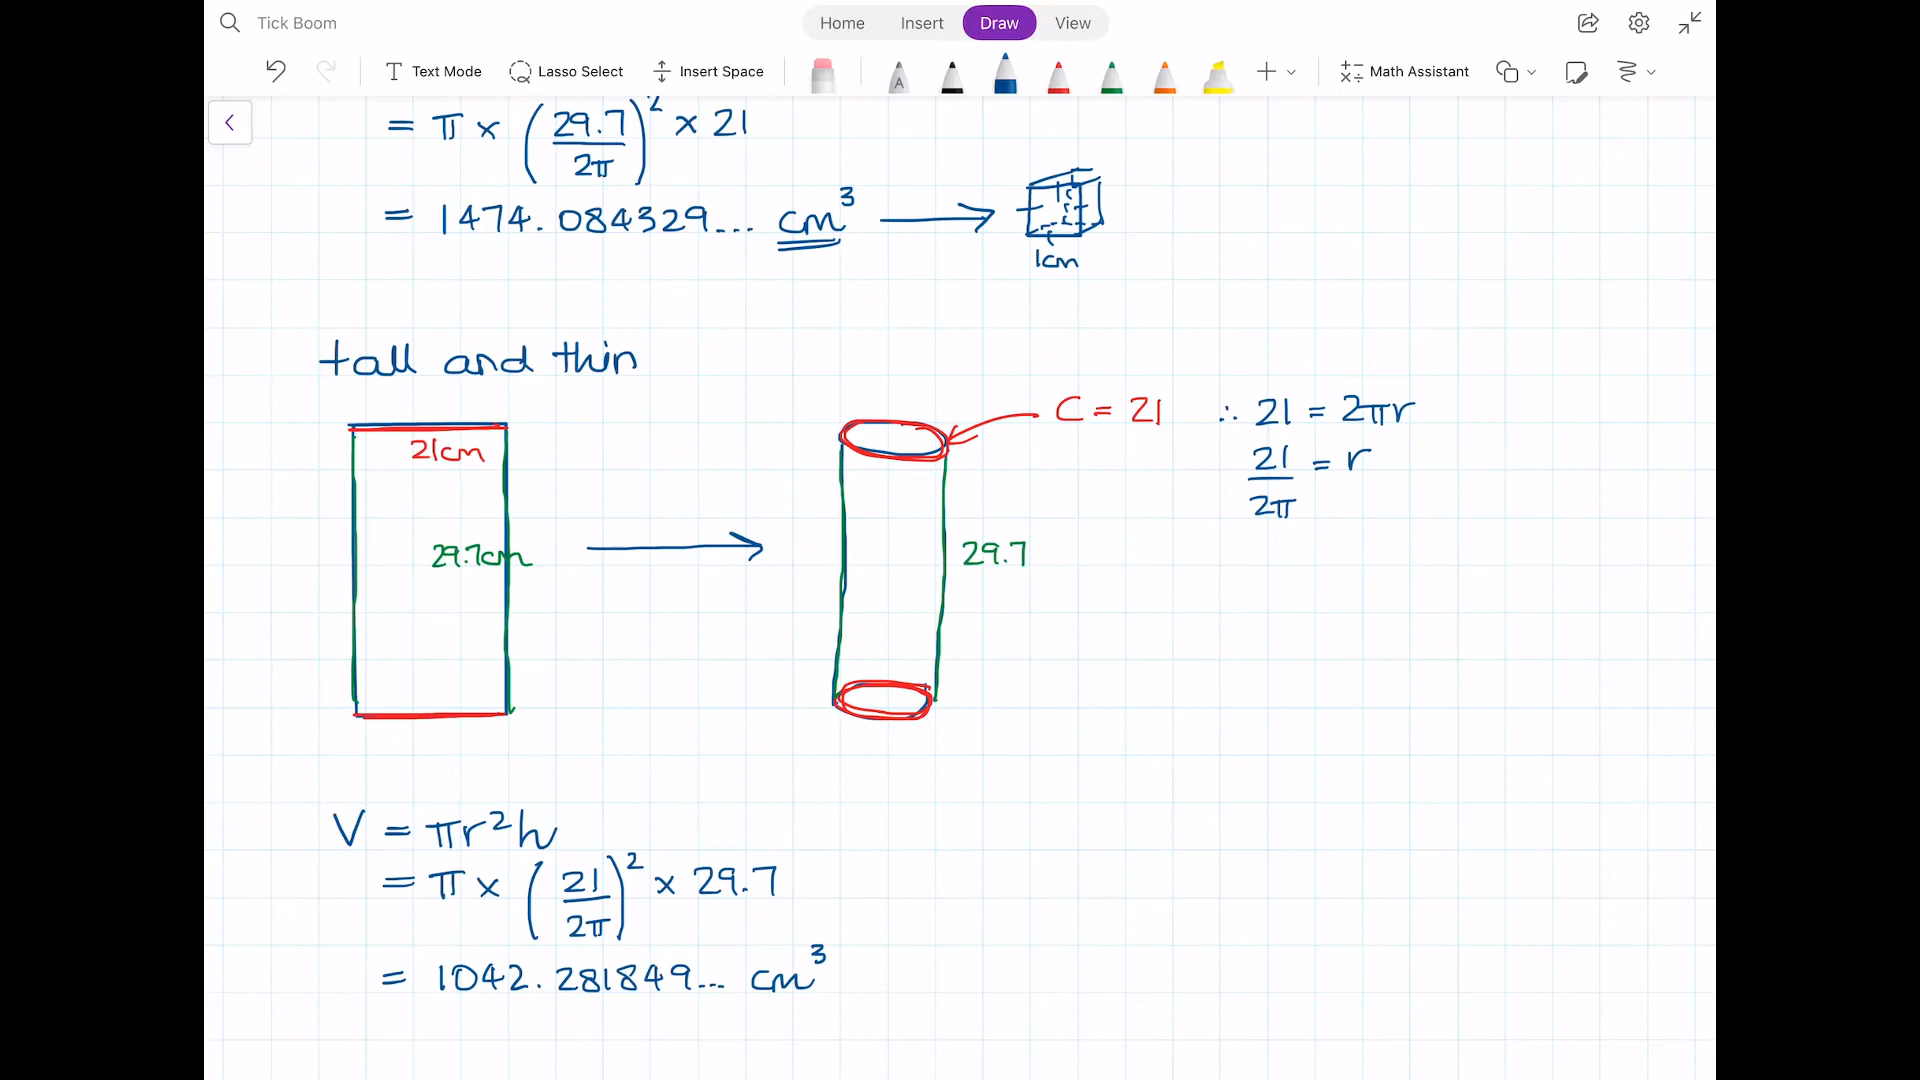 Tick Boom
Home Insert Draw View
Text Mode Lasso Select Insert Space A Math Assistant
= π × (29.7/2π)² × 21
= 1474.084329... cm³
1cm
tall and thin
21cm
29.7cm
C = 21
29.7
∴ 21 = 2πr
21/2π = r
V = πr²h
= π × (21/2π)² × 29.7
= 1042.281849... cm³